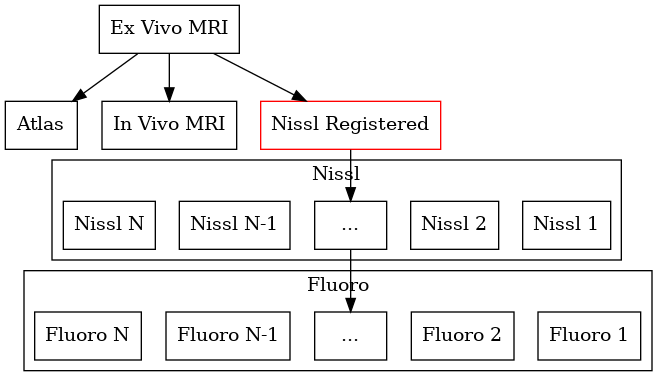 Ex Vivo MRI
Atlas
In Vivo MRI
Nissl Registered
Nissl
Nissl N
Nissl N-1
...
Nissl 2
Nissl 1
Fluoro
Fluoro N
Fluoro N-1
...
Fluoro 2
Fluoro 1